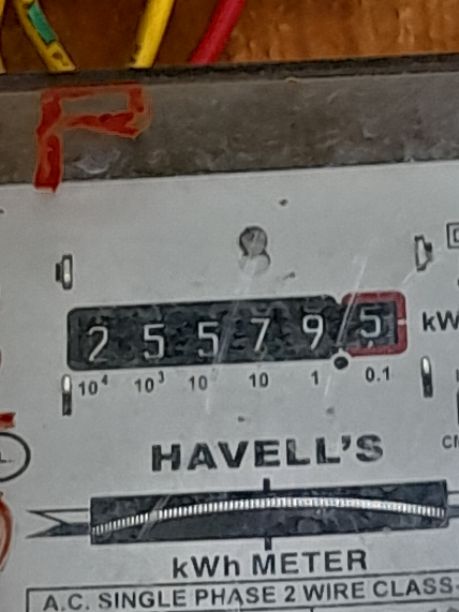 P
2 5 5 7 9 5
kW
10⁴ 10³ 10 10 1 0.1
HAVELL'S
kWh METER
A.C. SINGLE PHASE 2 WIRE CLASS-